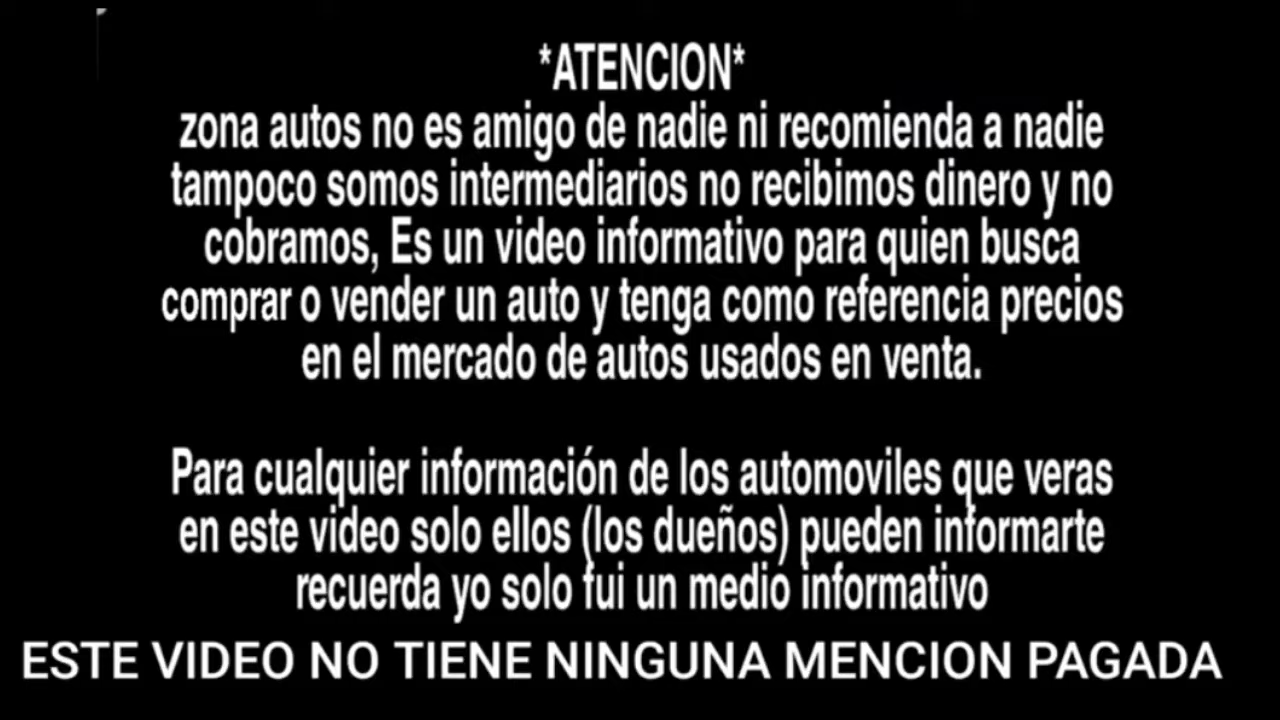 *ATENCION*
zona autos no es amigo de nadie ni recomienda a nadie
tampoco somos intermediarios no recibimos dinero y no
cobramos, Es un video informativo para quien busca
comprar o vender un auto y tenga como referencia precios
en el mercado de autos usados en venta.
Para cualquier información de los automoviles que veras
en este video solo ellos (los dueños) pueden informarte
recuerda yo solo fui un medio informativo
ESTE VIDEO NO TIENE NINGUNA MENCION PAGADA